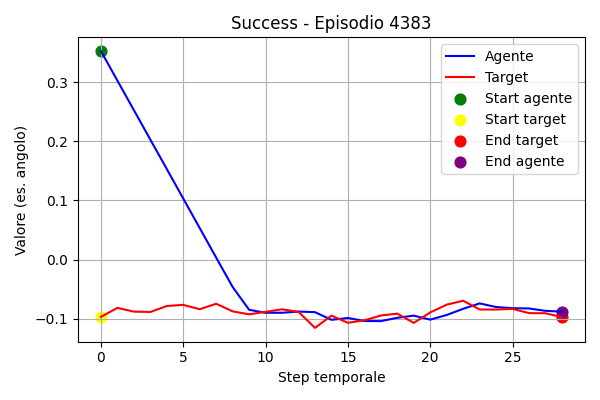 Success - Episodio 4383
Valore (es. angolo)
0.3
0.2
0.1
0.0
−0.1
Agente
Target
Start agente
Start target
End target
End agente
0 5 10 15 20 25
Step temporale